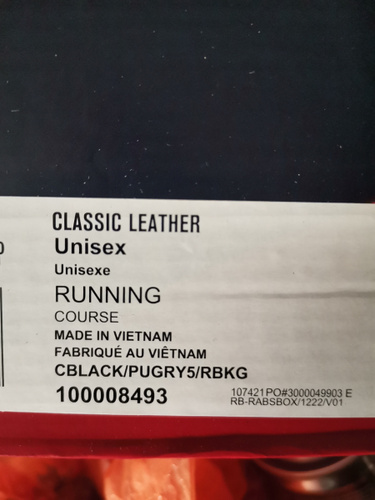 CLASSIC LEATHER
Unisex
Unisexe
RUNNING
COURSE
MADE IN VIETNAM
FABRIQUÉ AU VIÊTNAM
CBLACK/PUGRY5/RBKG
100008493
107421PO#3000049903 E
RB-RABSBOX/1222/V01